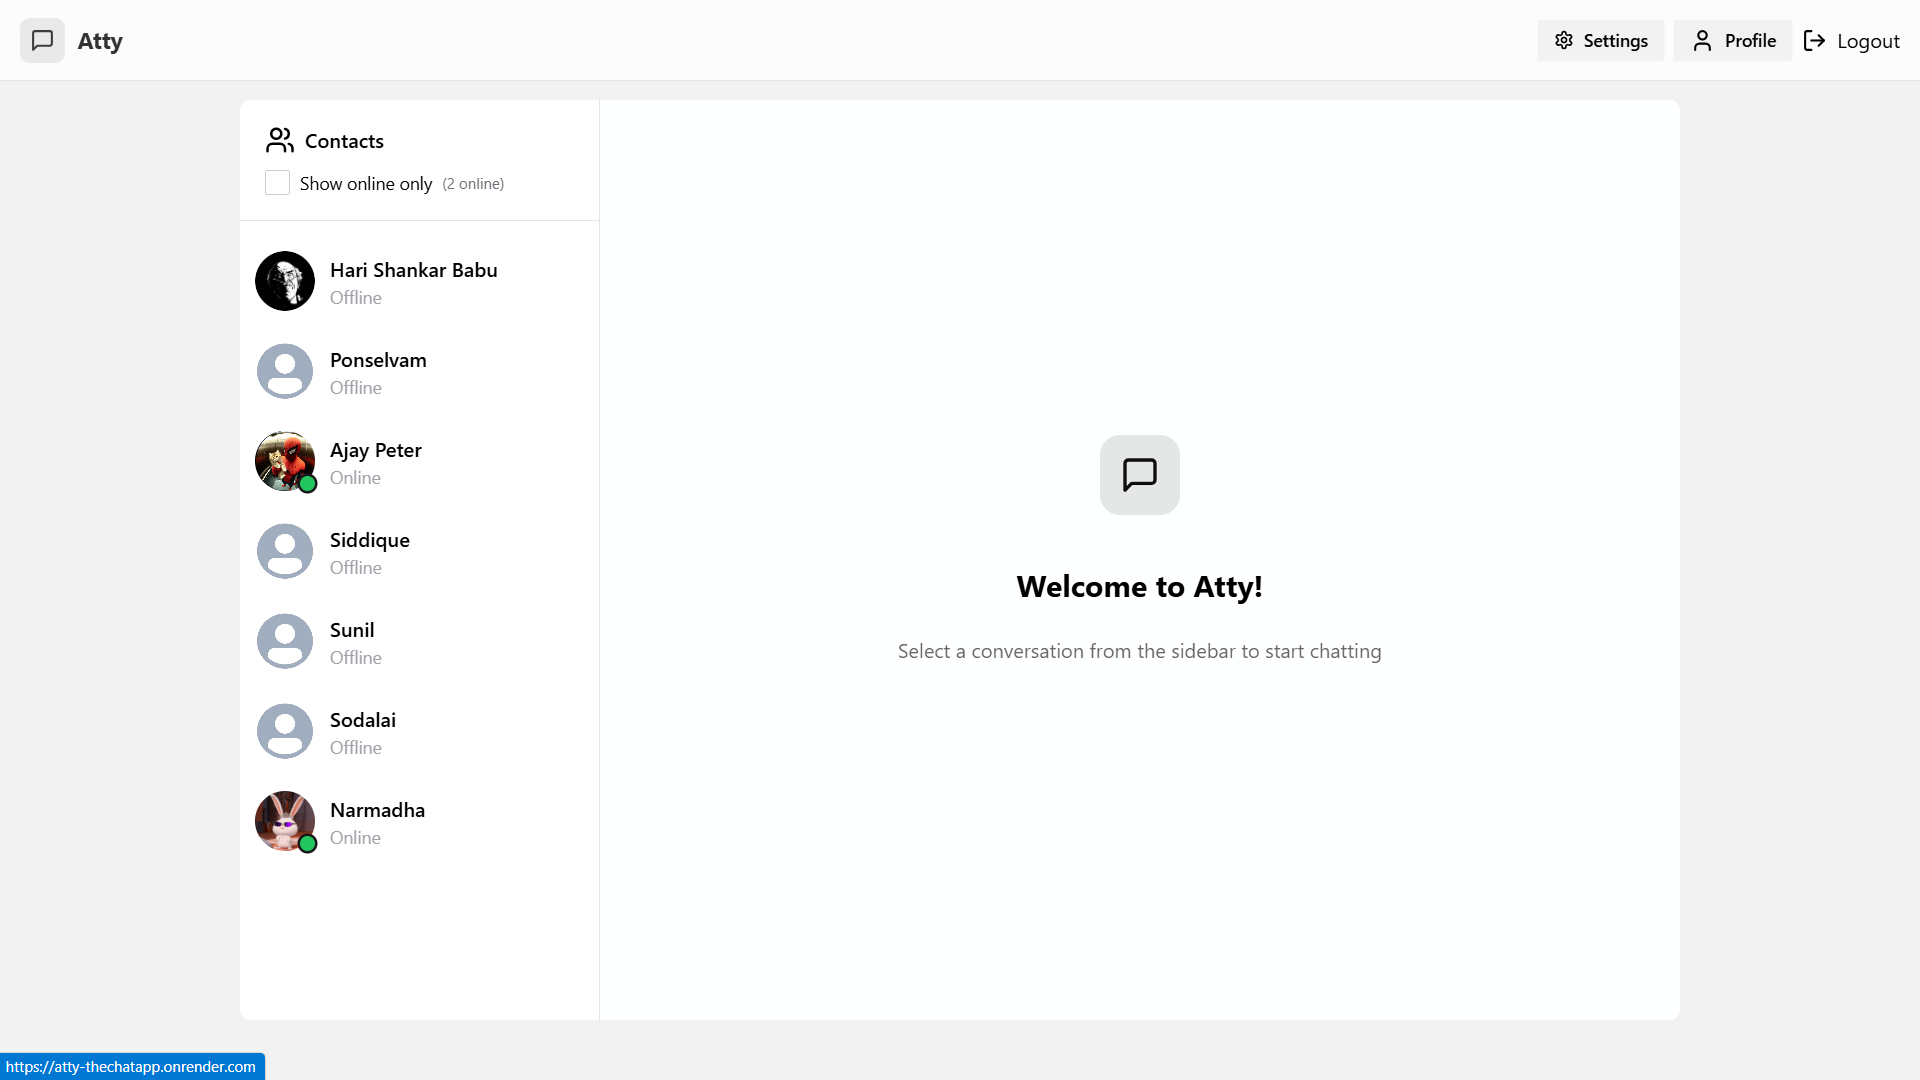 Atty
Settings
Profile
Logout
Contacts
Show online only (2 online)
Hari Shankar Babu
Offline
Ponselvam
Offline
Ajay Peter
Online
Siddique
Offline
Sunil
Offline
Sodalai
Offline
Narmadha
Online
Welcome to Atty!
Select a conversation from the sidebar to start chatting
https://atty-thechatapp.onrender.com